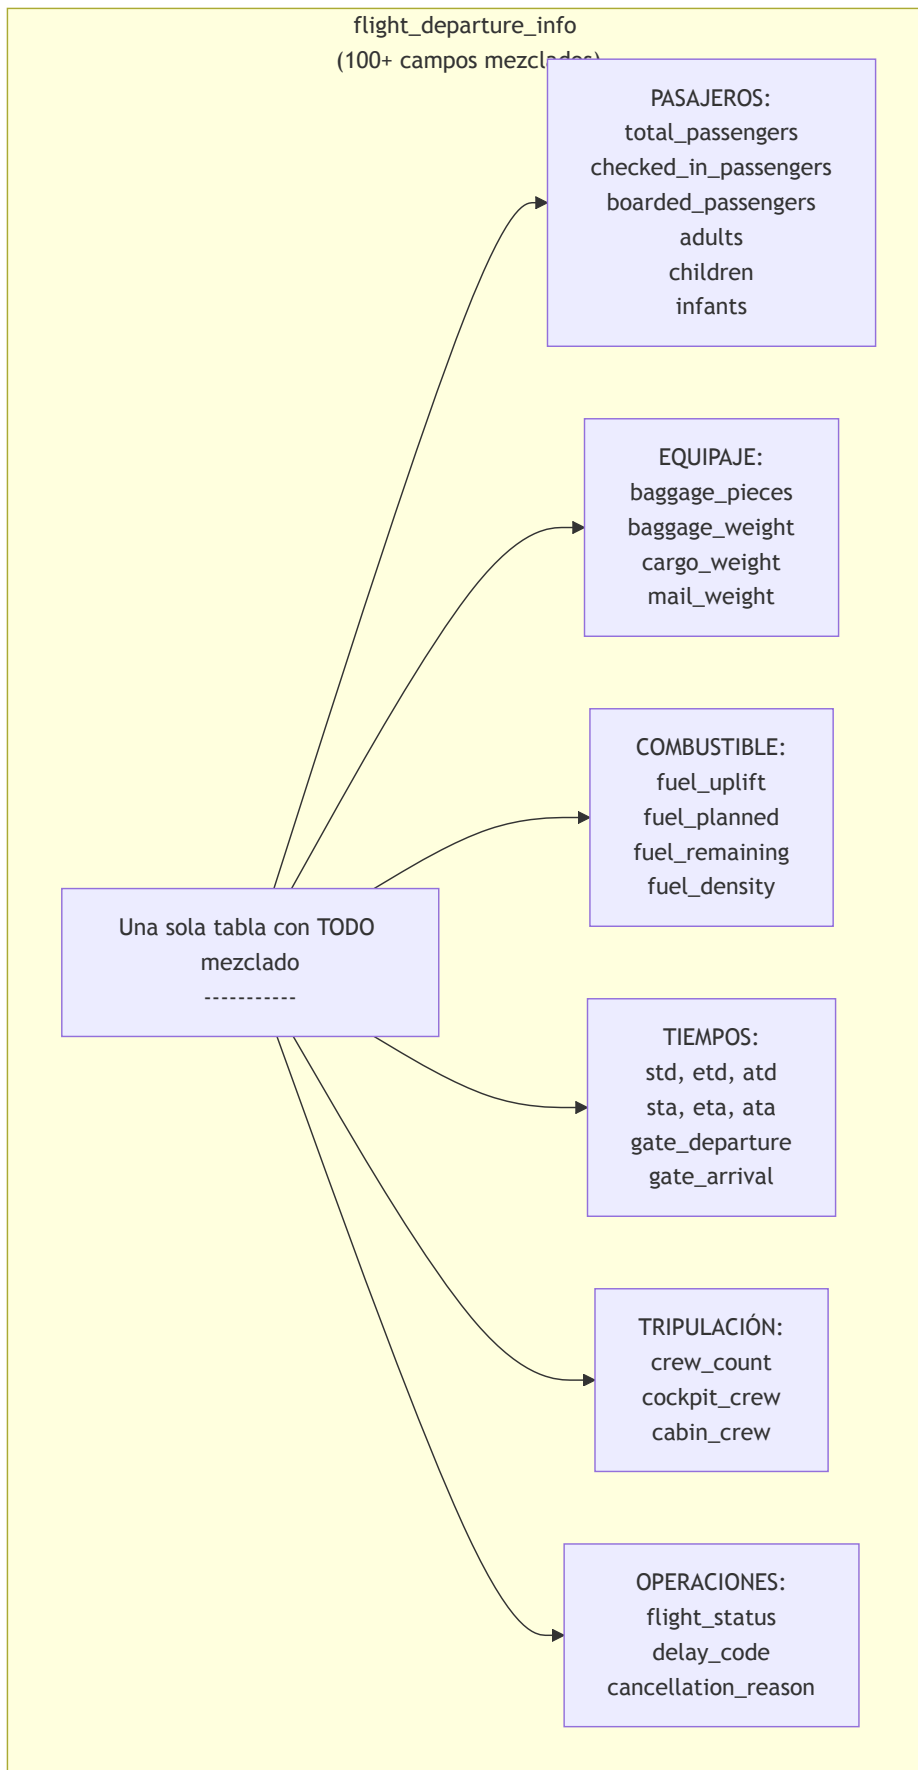 flight_departure_info
(100+ campos mezclados)
PASAJEROS:
total_passengers
checked_in_passengers
boarded_passengers
adults
children
infants
EQUIPAJE:
baggage_pieces
baggage_weight
cargo_weight
mail_weight
COMBUSTIBLE:
fuel_uplift
fuel_planned
fuel_remaining
fuel_density
Una sola tabla con TODO
mezclado
-----------
TIEMPOS:
std, etd, atd
sta, eta, ata
gate_departure
gate_arrival
TRIPULACIÓN:
crew_count
cockpit_crew
cabin_crew
OPERACIONES:
flight_status
delay_code
cancellation_reason